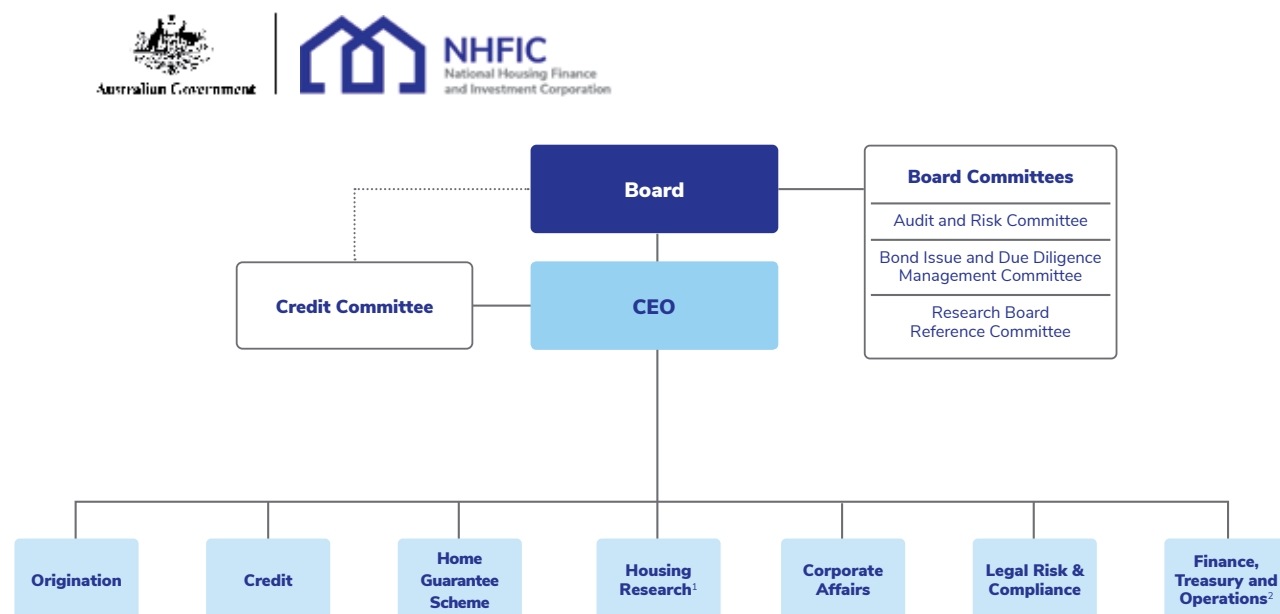 Australian Government
NHFIC
National Housing Finance
and Investment Corporation
Board
Board Committees
Audit and Risk Committee
Bond Issue and Due Diligence
Management Committee
Research Board
Reference Committee
Credit Committee
CEO
Origination
Credit
Home
Guarantee
Scheme
Housing
Research¹
Corporate
Affairs
Legal Risk &
Compliance
Finance,
Treasury and
Operations²